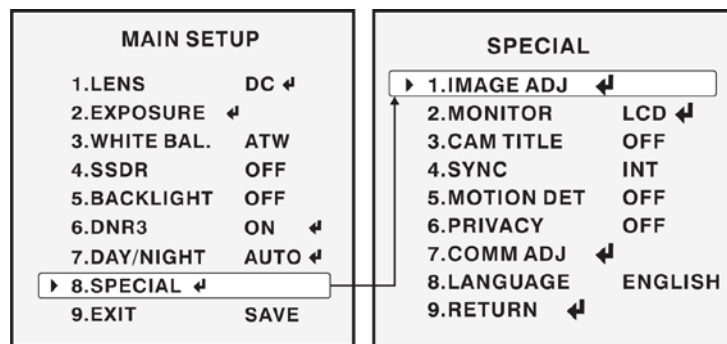 MAIN SETUP
1.LENS DC ↲
2.EXPOSURE ↲
3.WHITE BAL. ATW
4.SSDR OFF
5.BACKLIGHT OFF
6.DNR3 ON ↲
7.DAY/NIGHT AUTO ↲
8.SPECIAL ↲
9.EXIT SAVE
SPECIAL
1.IMAGE ADJ ↲
2.MONITOR LCD ↲
3.CAM TITLE OFF
4.SYNC INT
5.MOTION DET OFF
6.PRIVACY OFF
7.COMM ADJ ↲
8.LANGUAGE ENGLISH
9.RETURN ↲